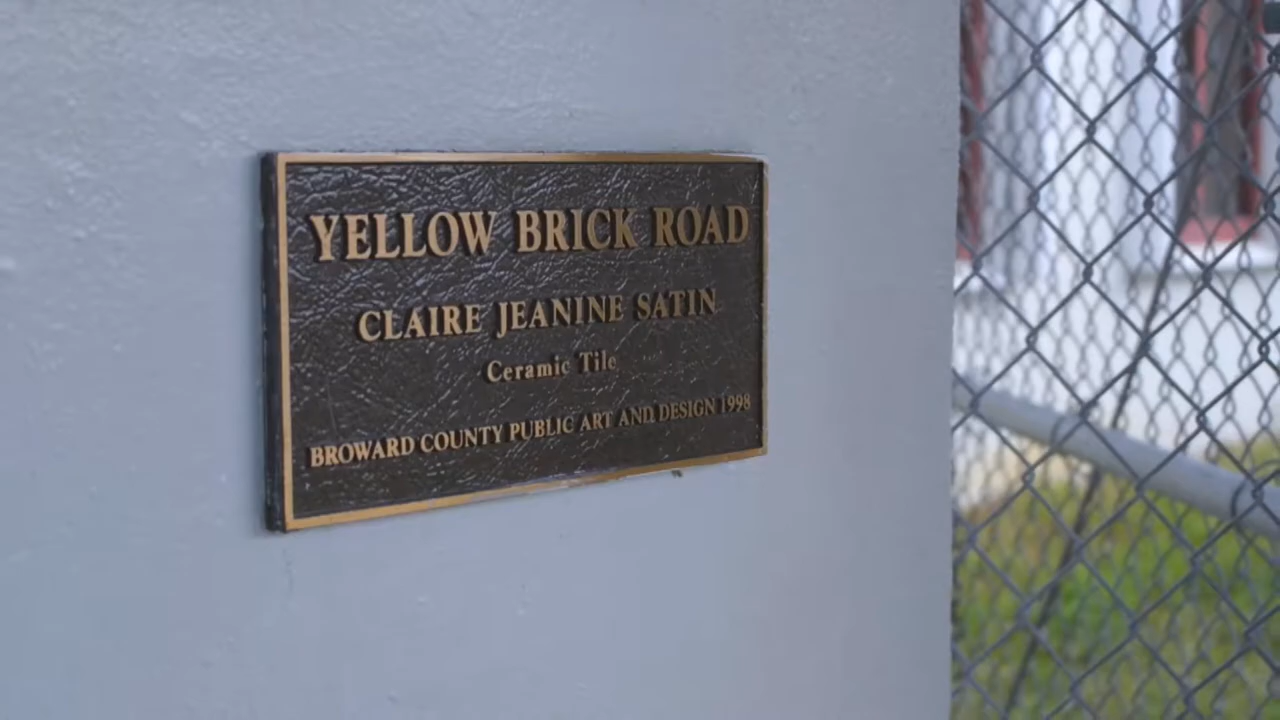 YELLOW BRICK ROAD
CLAIRE JEANINE SATIN
Ceramic Tile
BROWARD COUNTY PUBLIC ART AND DESIGN 1998